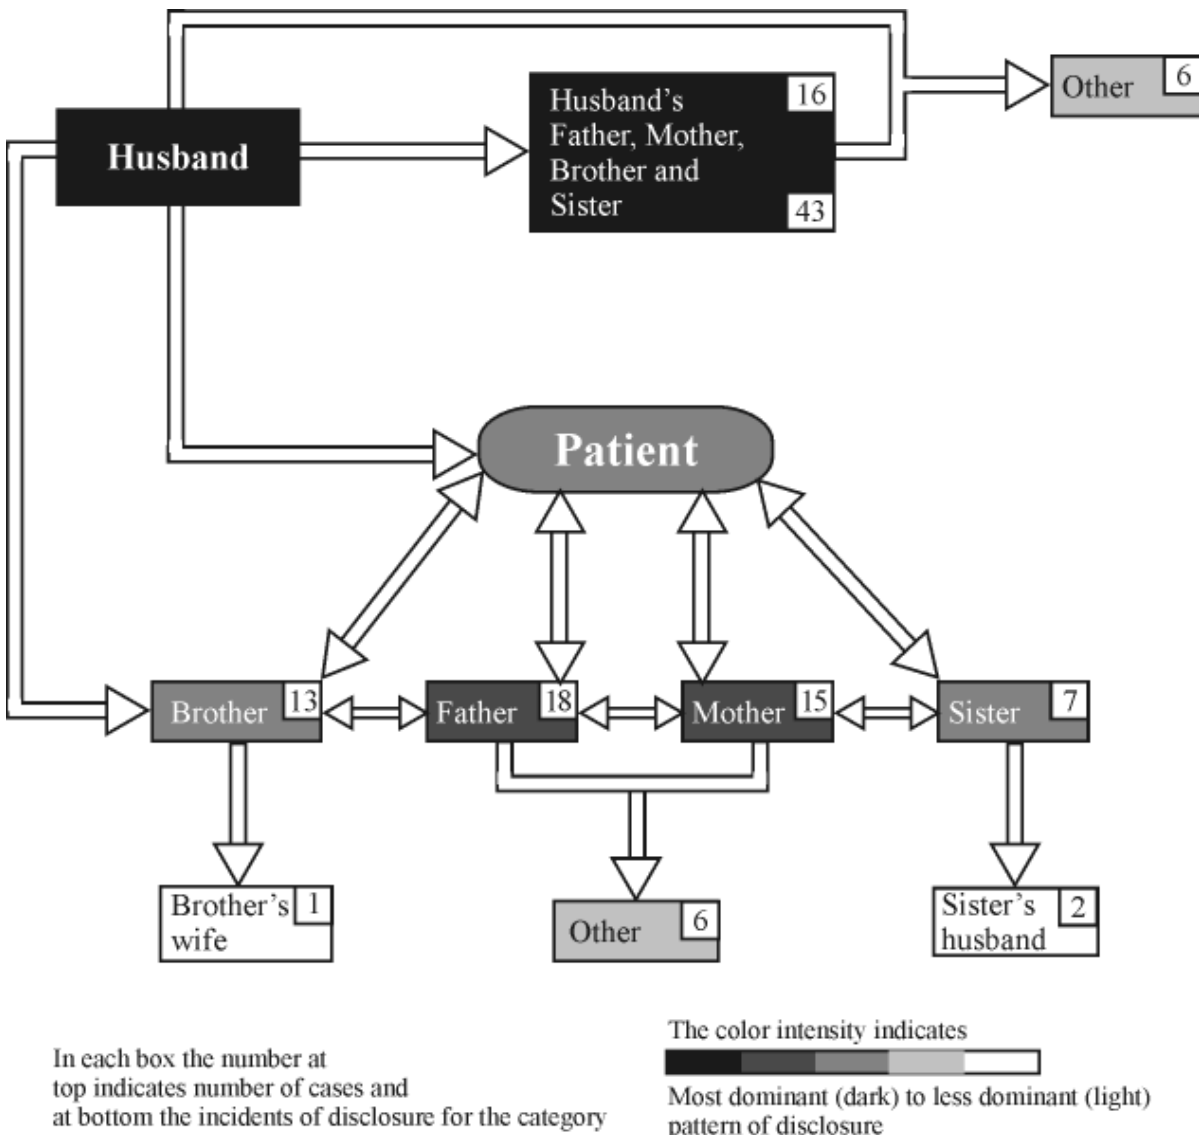 Other 6
Husband
Husband's 16
Father, Mother,
Brother and
Sister 43
Patient
Brother 13
Father 18
Mother 15
Sister 7
Brother's 1
wife
Other 6
Sister's 2
husband
In each box the number at
top indicates number of cases and
at bottom the incidents of disclosure for the category
The color intensity indicates
Most dominant (dark) to less dominant (light)
pattern of disclosure